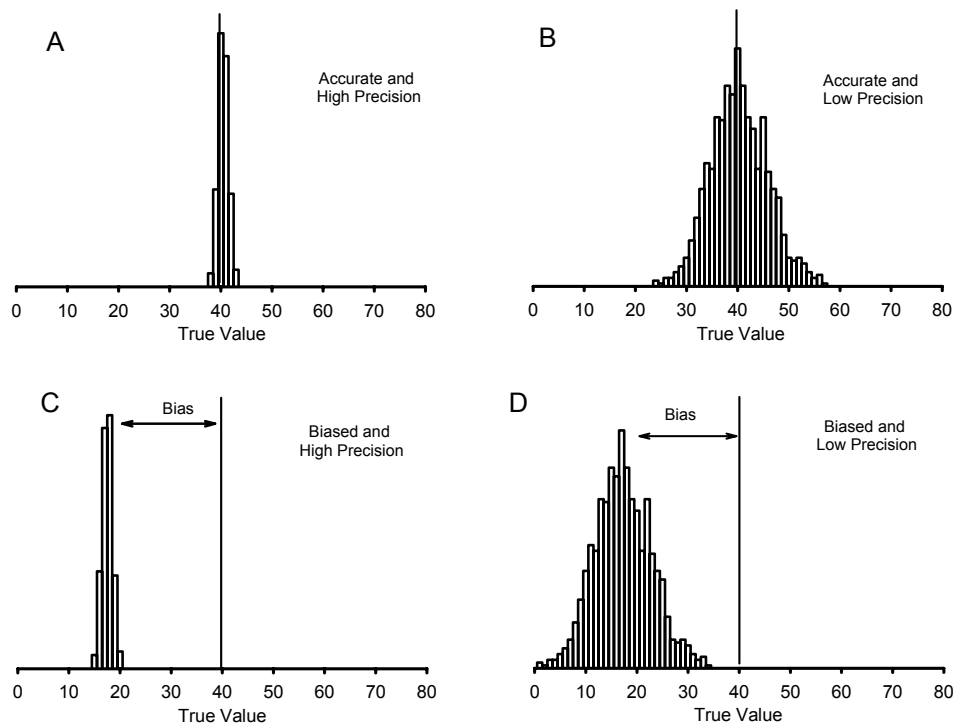 A
Accurate and
High Precision
0 10 20 30 40 50 60 70 80
True Value
B
Accurate and
Low Precision
0 10 20 30 40 50 60 70 80
True Value
C
Bias
Biased and
High Precision
0 10 20 30 40 50 60 70 80
True Value
D
Bias
Biased and
Low Precision
0 10 20 30 40 50 60 70 80
True Value